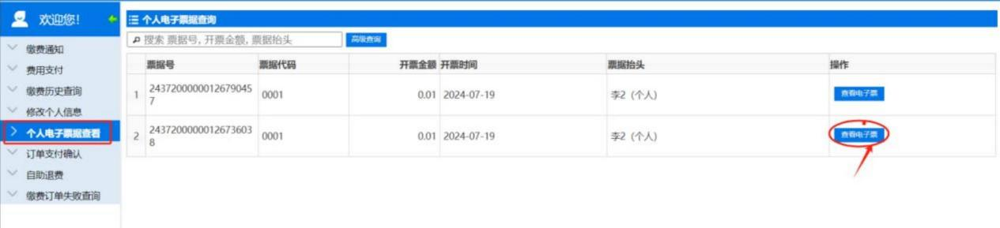 欢迎您!
个人电子票据查询
搜索 票据号, 开票金额, 票据抬头
高级查询
缴费通知
费用支付
缴费历史查询
修改个人信息
个人电子票据查看
订单支付确认
自助退费
缴费订单失败查询
票据号 票据代码 开票金额 开票时间 票据抬头 操作
1 2437200000012679045 0001 0.01 2024-07-19 李2（个人） 查看电子票
7
2 2437200000012673603 0001 0.01 2024-07-19 李2（个人） 查看电子票
8